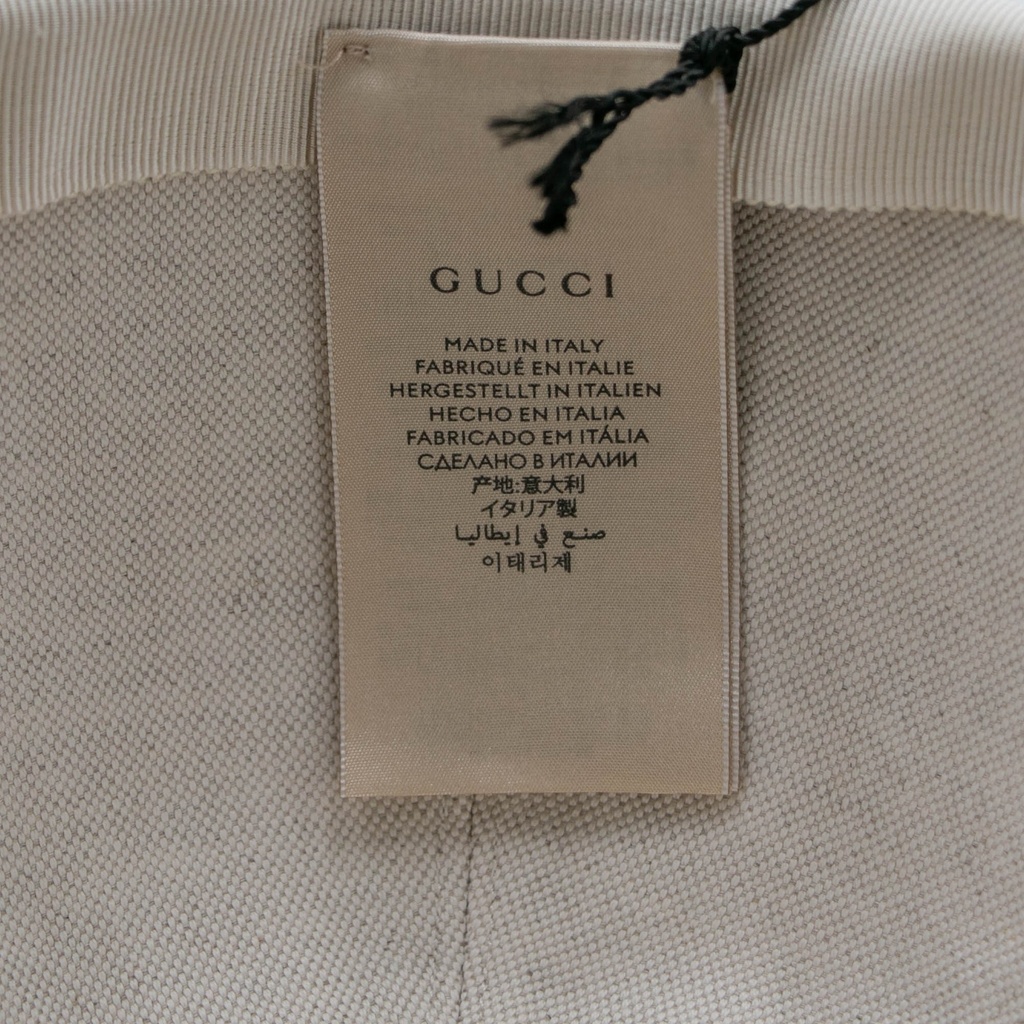 GUCCI
MADE IN ITALY
FABRIQUÉ EN ITALIE
HERGESTELLT IN ITALIEN
HECHO EN ITALIA
FABRICADO EM ITÁLIA
СДЕЛАНО В ИТАЛИИ
产地:意大利
イタリア製
صنع في إيطاليا
이태리제